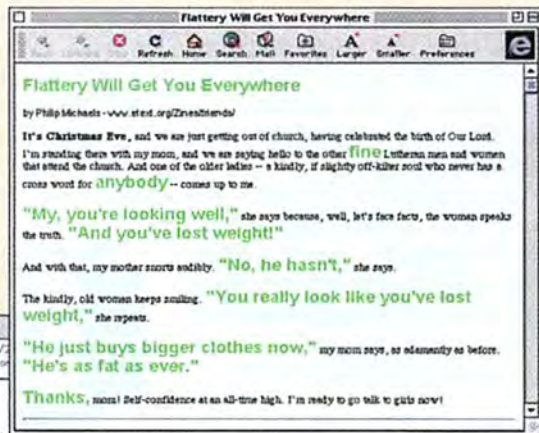 Flattery Will Get You Everywhere
Refresh Home Search Mail Favorites Larger Smaller Preferences
Flattery Will Get You Everywhere
by Philip Michaels - www.etext.org/Zines/friends/
It's Christmas Eve, and we are just getting out of church, having celebrated the birth of Our Lord.
I'm standing there with my mom, and we are saying hello to the other fine Lutheran men and women
that attend the church. And one of the older ladies -- a kindly, if slightly off-kilter soul who never has a
cross word for anybody -- comes up to me.
"My, you're looking well," she says because, well, let's face facts, the woman speaks
the truth. "And you've lost weight!"
And with that, my mother snorts audibly. "No, he hasn't," she says.
The kindly, old woman keeps smiling. "You really look like you've lost
weight," she repeats.
"He just buys bigger clothes now," my mom says, as adamantly as before.
"He's as fat as ever."
Thanks, mom! Self-confidence at an all-time high. I'm ready to go talk to girls now!